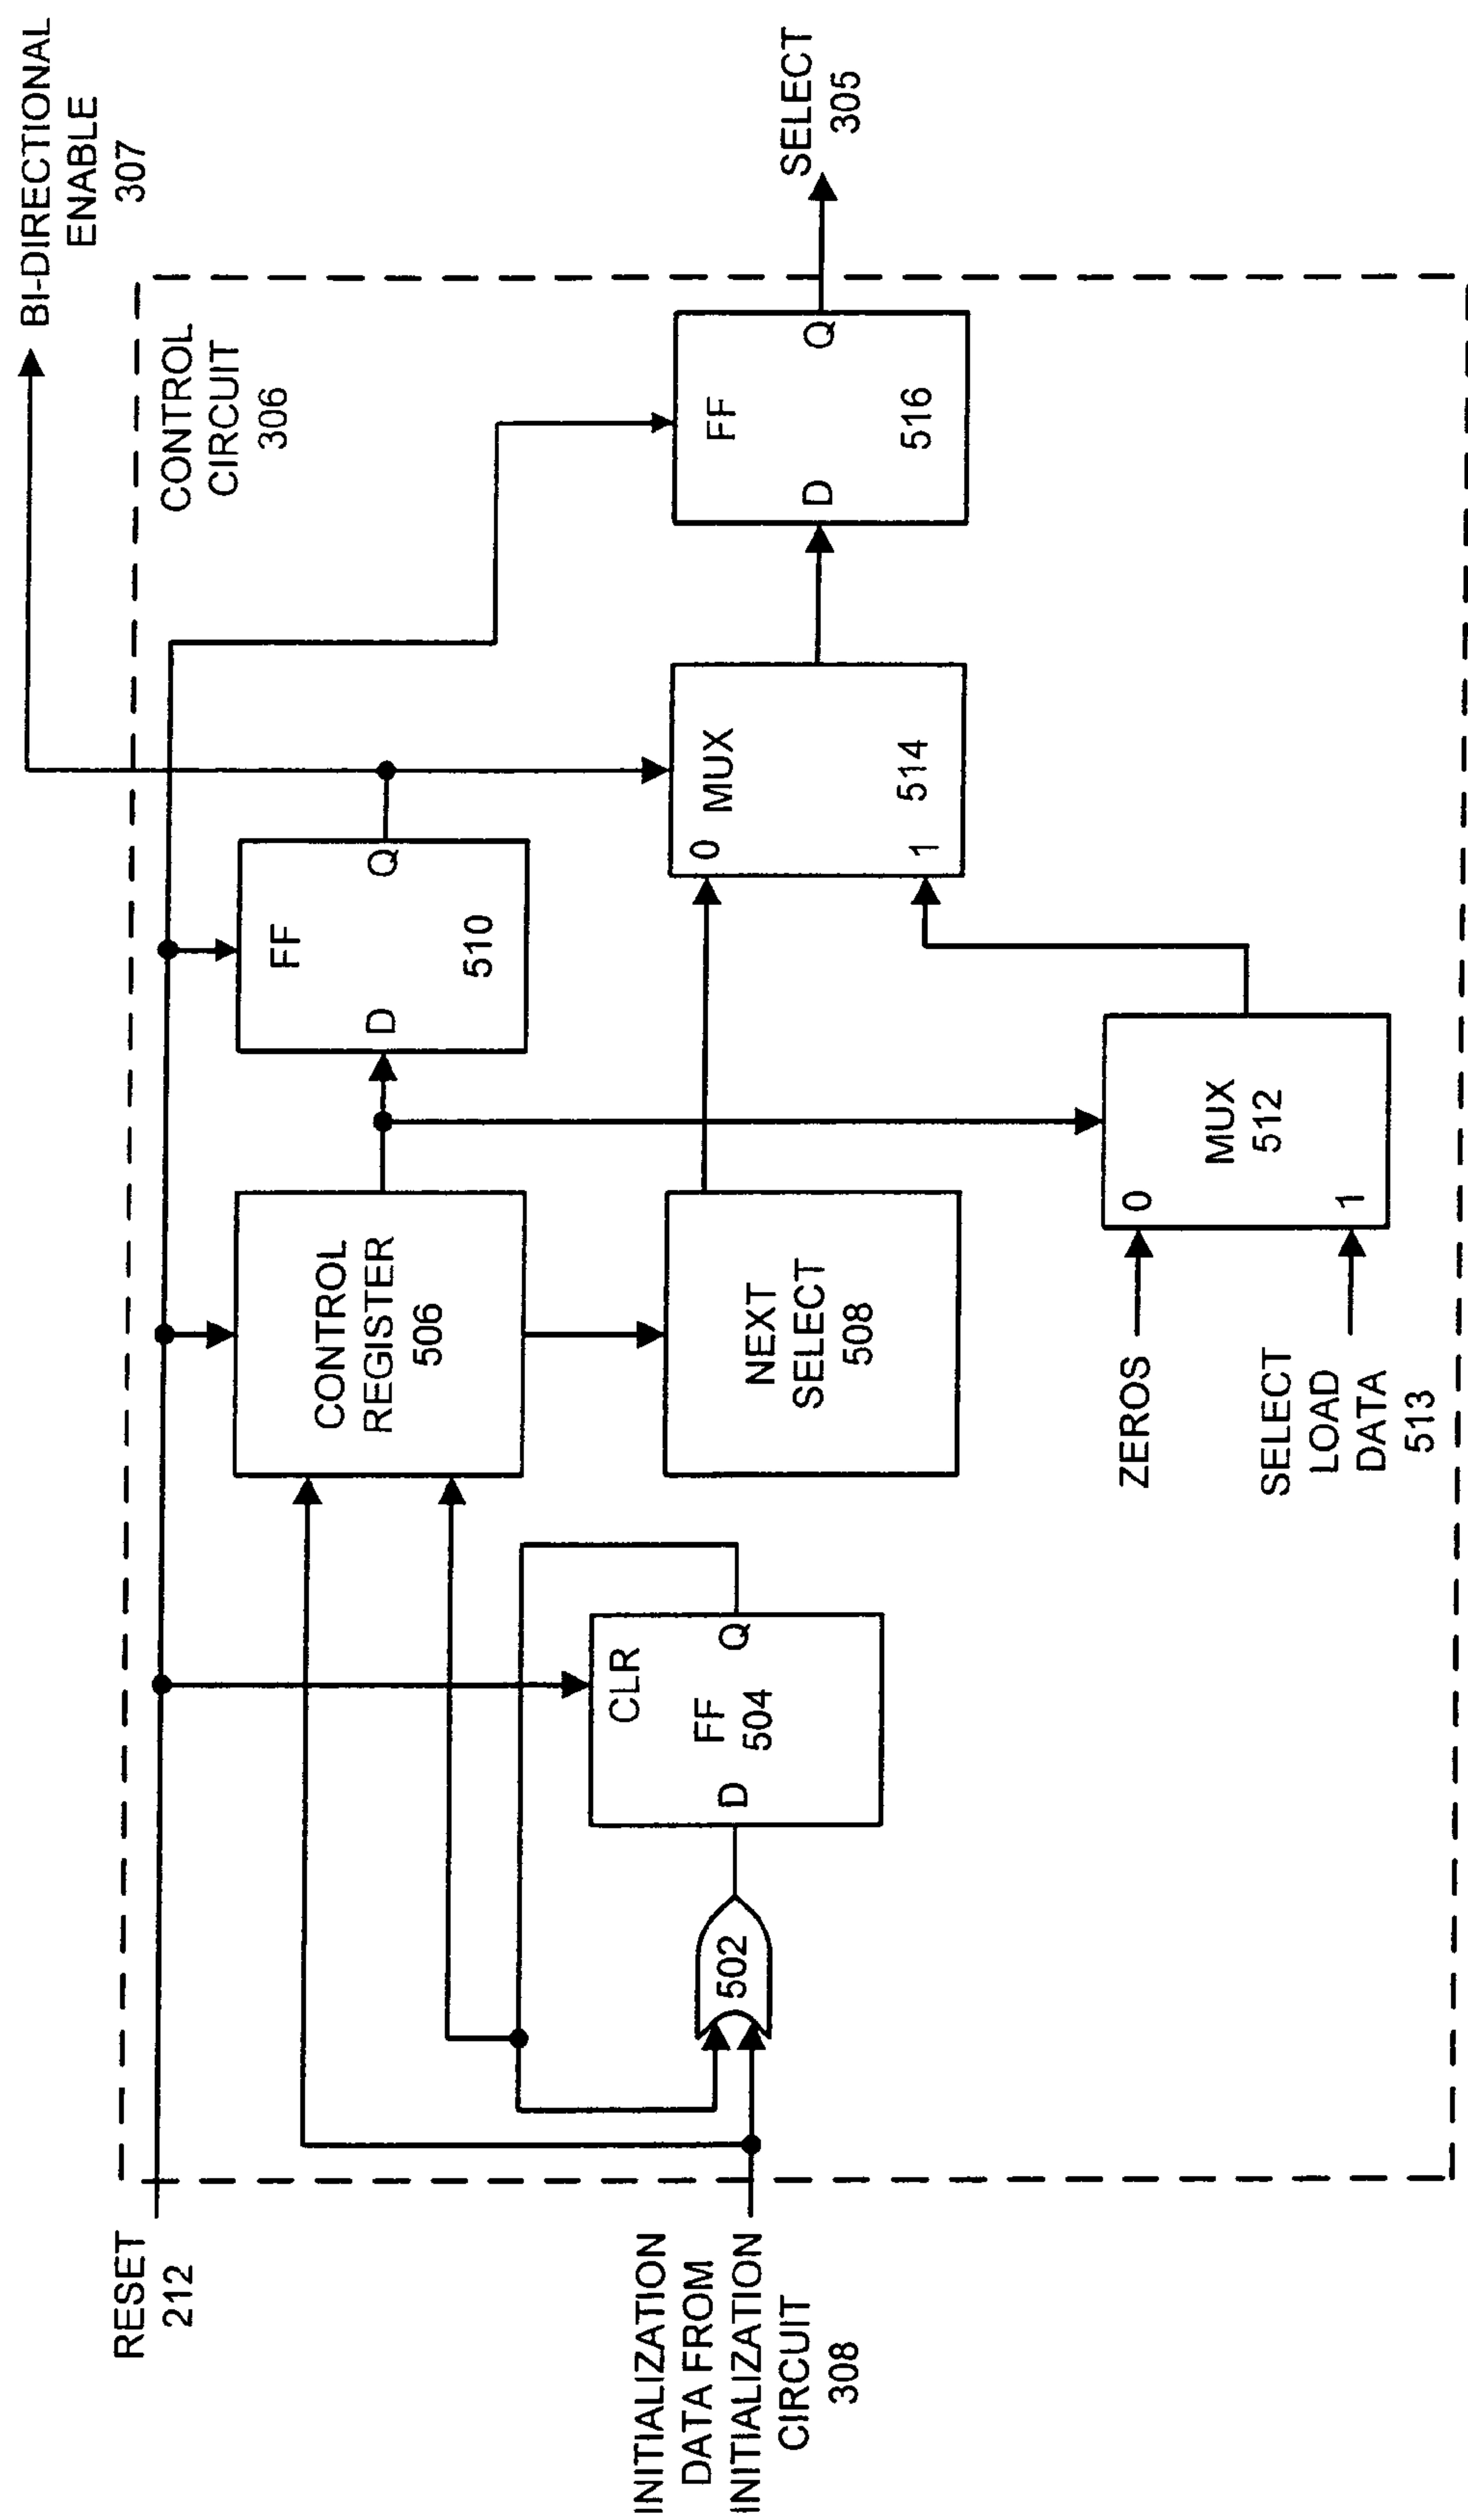 BI-DIRECTIONAL
ENABLE
307
RESET
212
CONTROL
CIRCUIT
306
CONTROL
REGISTER
506
FF
D
Q
510
INITIALIZATION
DATA FROM
INITIALIZATION
CIRCUIT
308
502
CLR
FF
D
Q
504
NEXT
SELECT
508
0
MUX
1
514
FF
D
Q
516
SELECT
305
ZEROS
SELECT
LOAD
DATA
513
0
MUX
512
1